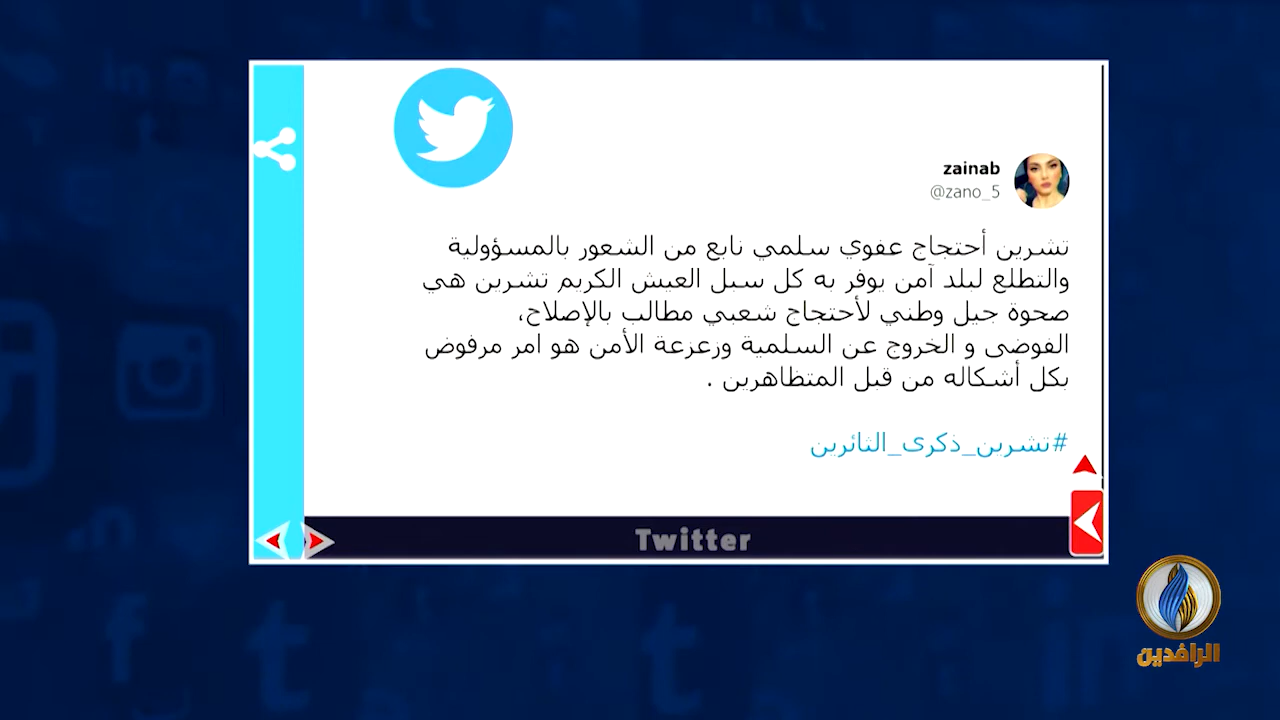 zainab
@zano_5
تشرين أحتجاج عفوي سلمي نابع من الشعور بالمسؤولية
والتطلع لبلد آمن يوفر به كل سبل العيش الكريم تشرين هي
صحوة جيل وطني لأحتجاج شعبي مطالب بالإصلاح،
الفوضى و الخروج عن السلمية وزعزعة الأمن هو امر مرفوض
بكل أشكاله من قبل المتظاهرين .
#تشرين_ذكرى_الثائرين
Twitter
الرافدين